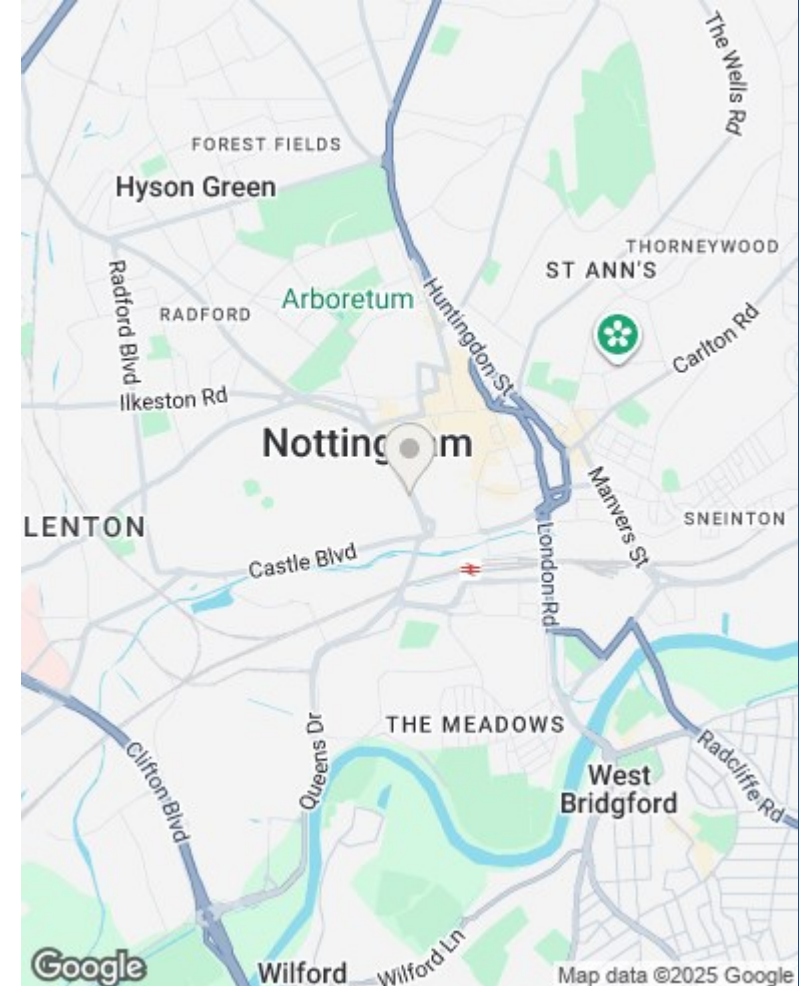 The Wells Rd
FOREST FIELDS
Hyson Green
THORNEYWOOD
ST ANN'S
Arboretum
Huntingdon St
Radford Blvd
RADFORD
Carlton Rd
Ilkeston Rd
Nottingham
Manvers St
LENTON
SNEINTON
Castle Blvd
London Rd
THE MEADOWS
Queens Dr
Clifton Blvd
Radcliffe Rd
West
Bridgford
Wilford Ln
Wilford
Google
Map data ©2025 Google